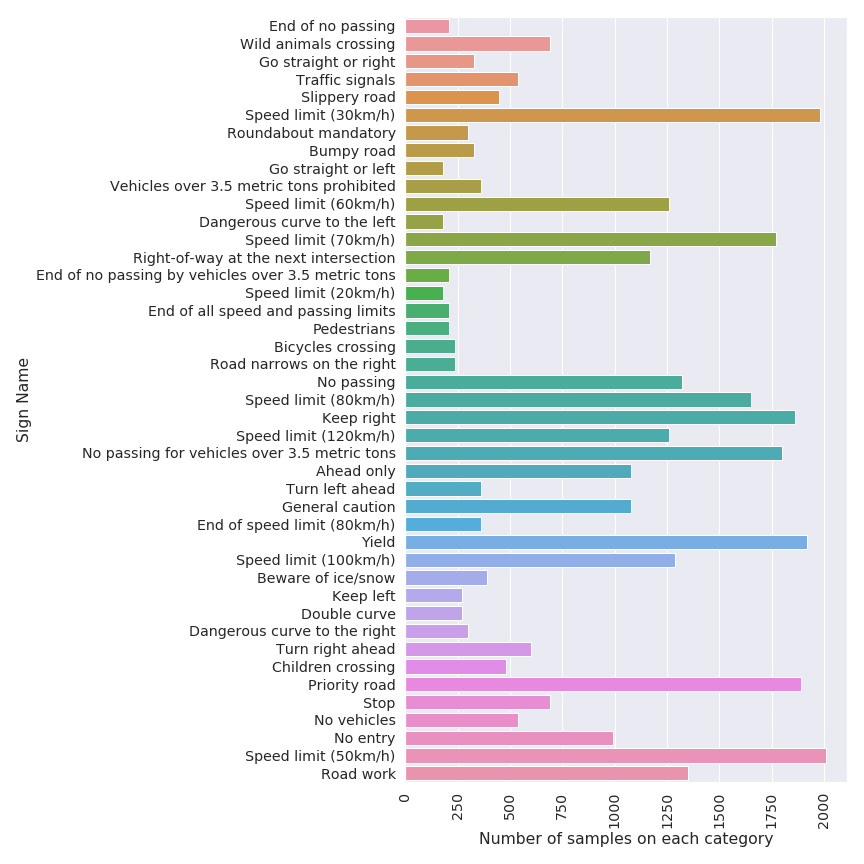 End of no passing
Wild animals crossing
Go straight or right
Traffic signals
Slippery road
Speed limit (30km/h)
Roundabout mandatory
Bumpy road
Go straight or left
Vehicles over 3.5 metric tons prohibited
Speed limit (60km/h)
Dangerous curve to the left
Speed limit (70km/h)
Right-of-way at the next intersection
End of no passing by vehicles over 3.5 metric tons
Speed limit (20km/h)
End of all speed and passing limits
Pedestrians
Bicycles crossing
Road narrows on the right
No passing
Speed limit (80km/h)
Keep right
Speed limit (120km/h)
No passing for vehicles over 3.5 metric tons
Ahead only
Turn left ahead
General caution
End of speed limit (80km/h)
Yield
Speed limit (100km/h)
Beware of ice/snow
Keep left
Double curve
Dangerous curve to the right
Turn right ahead
Children crossing
Priority road
Stop
No vehicles
No entry
Speed limit (50km/h)
Road work
Sign Name
0
250
500
750
1000
1250
1500
1750
2000
Number of samples on each category